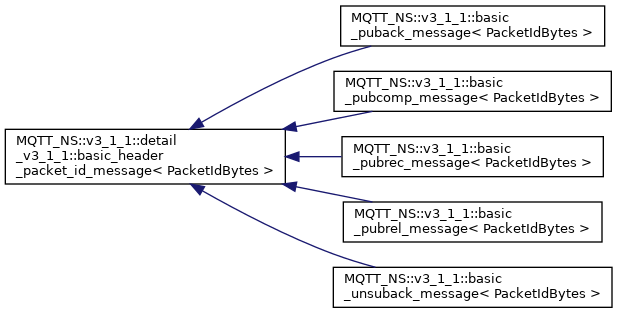 MQTT_NS::v3_1_1::basic
_puback_message< PacketIdBytes >
MQTT_NS::v3_1_1::basic
_pubcomp_message< PacketIdBytes >
MQTT_NS::v3_1_1::detail
_v3_1_1::basic_header
_packet_id_message< PacketIdBytes >
MQTT_NS::v3_1_1::basic
_pubrec_message< PacketIdBytes >
MQTT_NS::v3_1_1::basic
_pubrel_message< PacketIdBytes >
MQTT_NS::v3_1_1::basic
_unsuback_message< PacketIdBytes >